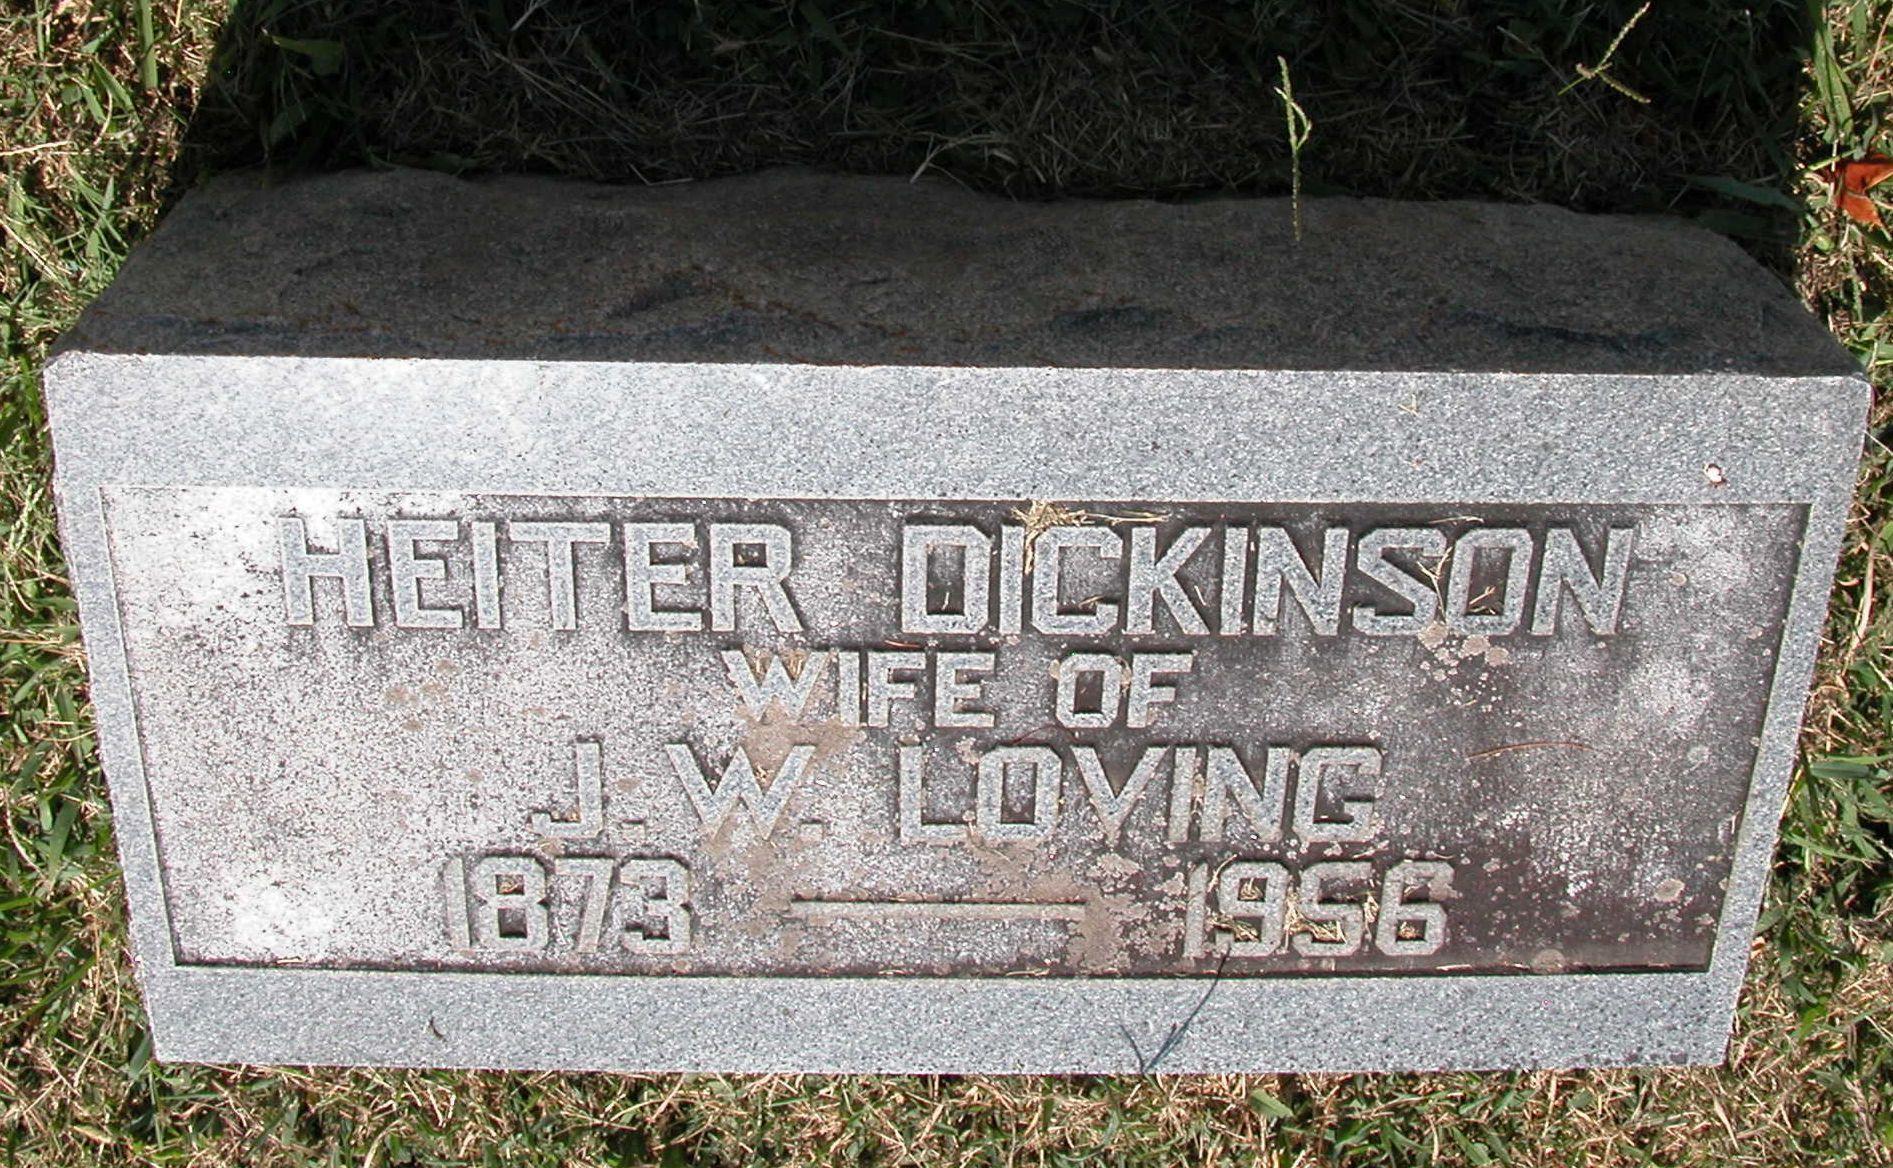 HEITER DICKINSON
WIFE OF
J. W. LOVING
1873 — 1956